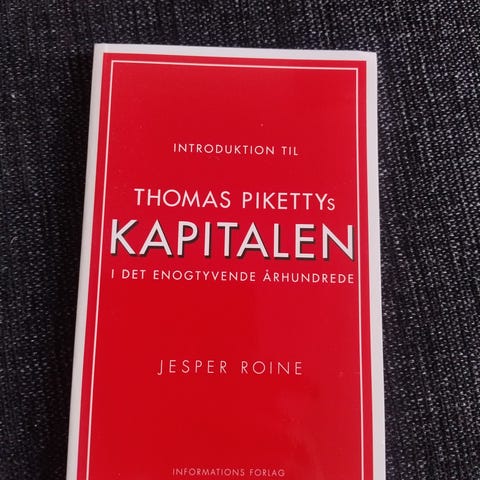 INTRODUKTION TIL
THOMAS PIKETTYs
KAPITALEN
I DET ENOGTYVENDE ÅRHUNDREDE
JESPER ROINE
INFORMATIONS FORLAG